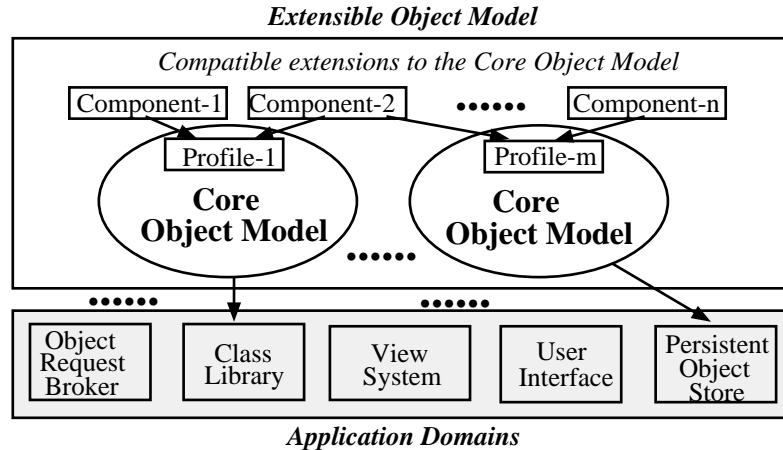 Extensible Object Model
Compatible extensions to the Core Object Model
Component-1 Component-2 •••••• Component-n
Profile-1 Profile-m
Core Core
Object Model Object Model
••••••
•••••• ••••••
Object
Request
Broker
Class
Library
View
System
User
Interface
Persistent
Object
Store
Application Domains